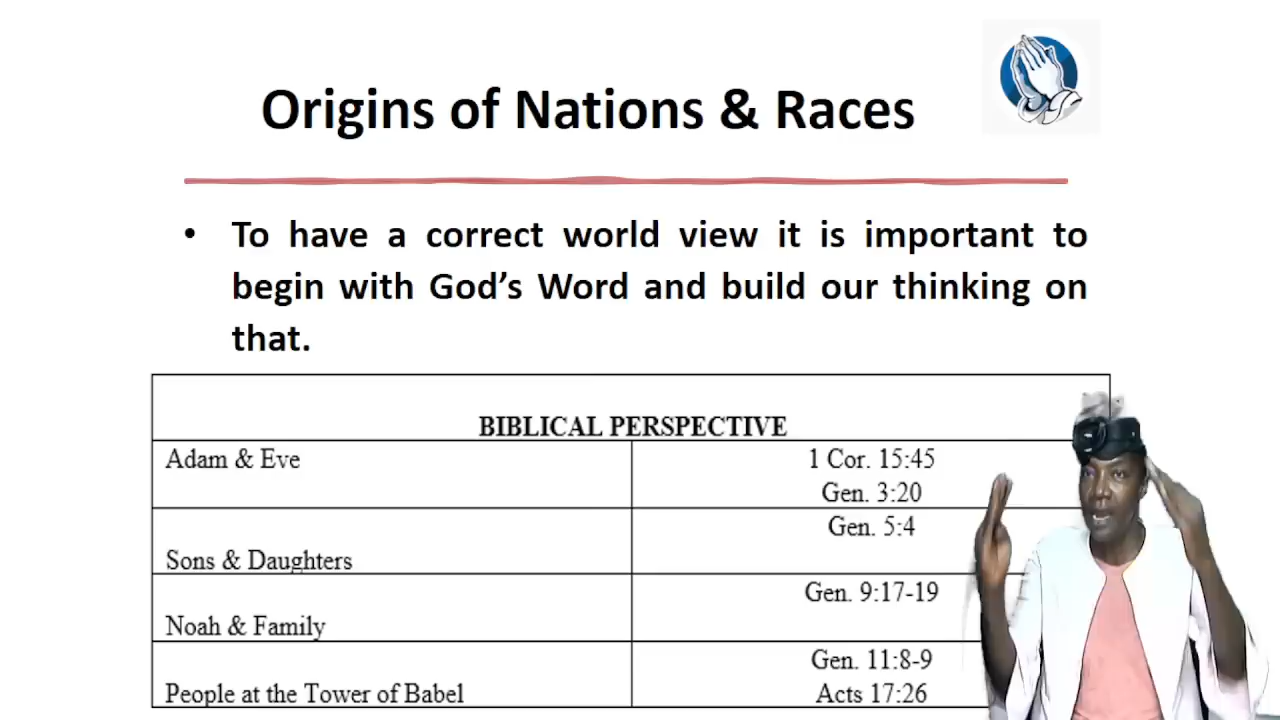 Origins of Nations & Races
• To have a correct world view it is important to
begin with God's Word and build our thinking on
that.
BIBLICAL PERSPECTIVE
Adam & Eve
1 Cor. 15:45
Gen. 3:20
Sons & Daughters
Gen. 5:4
Noah & Family
Gen. 9:17-19
People at the Tower of Babel
Gen. 11:8-9
Acts 17:26